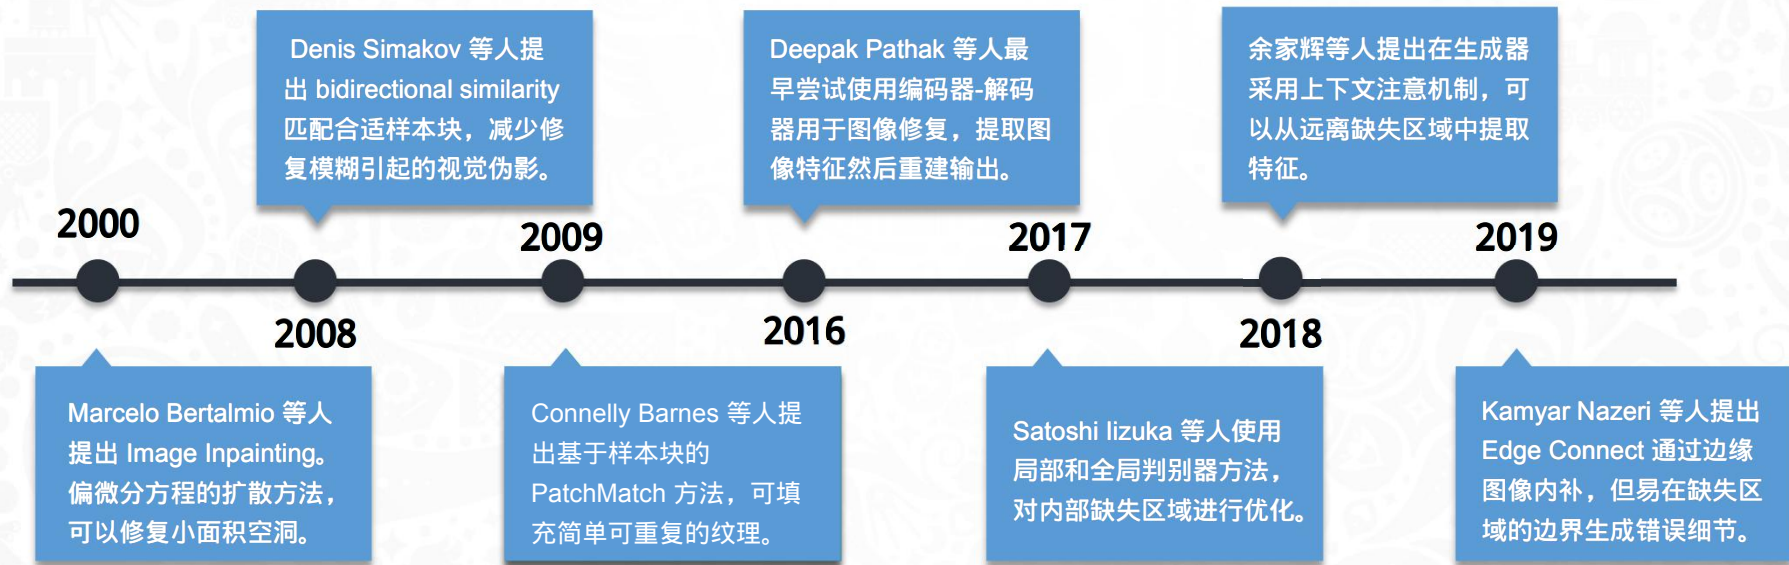 Denis Simakov 等人提
出 bidirectional similarity
匹配合适样本块，减少修
复模糊引起的视觉伪影。
Deepak Pathak 等人最
早尝试使用编码器-解码
器用于图像修复，提取图
像特征然后重建输出。
余家辉等人提出在生成器
采用上下文注意机制，可
以从远离缺失区域中提取
特征。
2000
2009
2017
2019
2008
2016
2018
Marcelo Bertalmio 等人
提出 Image Inpainting。
偏微分方程的扩散方法，
可以修复小面积空洞。
Connelly Barnes 等人提
出基于样本块的
PatchMatch 方法，可填
充简单可重复的纹理。
Satoshi Iizuka 等人使用
局部和全局判别器方法，
对内部缺失区域进行优化。
Kamyar Nazeri 等人提出
Edge Connect 通过边缘
图像内补，但易在缺失区
域的边界生成错误细节。